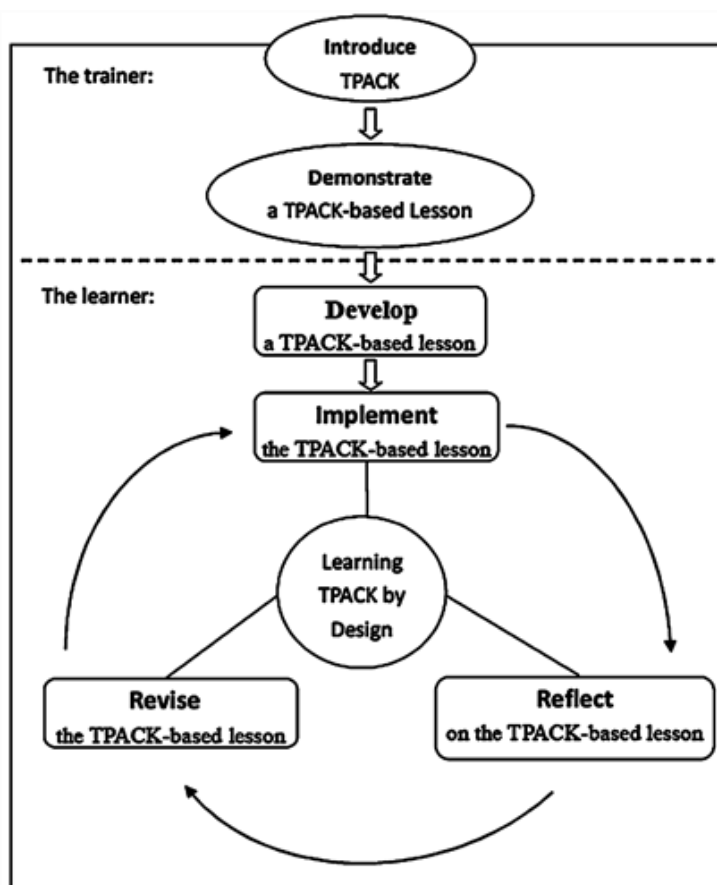 Introduce
TPACK
The trainer:
Demonstrate
a TPACK-based Lesson
The learner:
Develop
a TPACK-based lesson
Implement
the TPACK-based lesson
Learning
TPACK by
Design
Revise
the TPACK-based lesson
Reflect
on the TPACK-based lesson